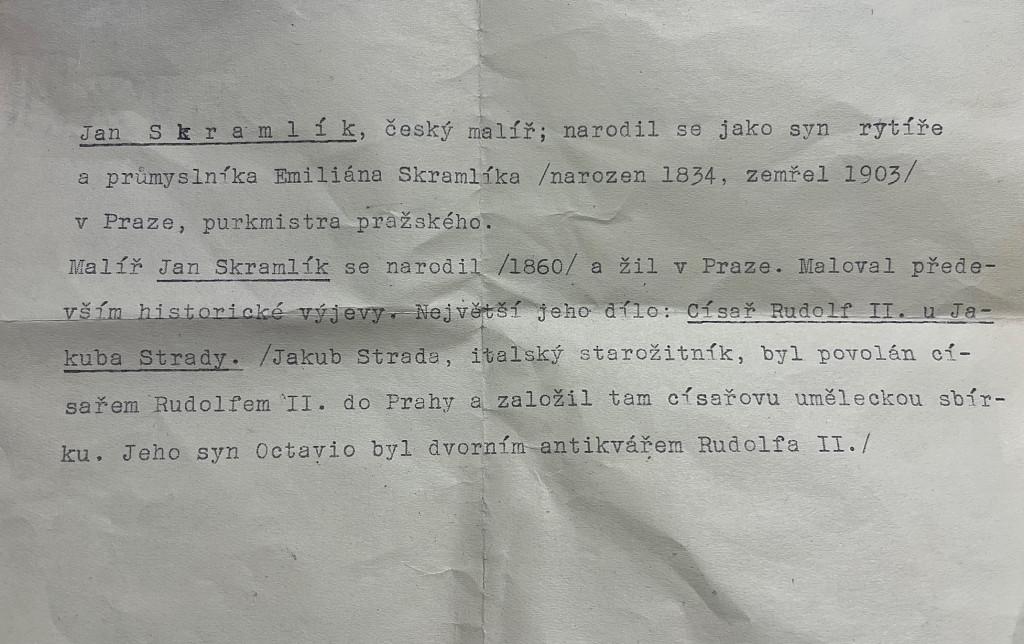 Jan S k r a m l í k, český malíř; narodil se jako syn rytíře
a průmyslníka Emiliána Skramlíka /narozen 1834, zemřel 1903/
v Praze, purkmistra pražského.
Malíř Jan Skramlík se narodil /1860/ a žil v Praze. Maloval přede-
vším historické výjevy. Největší jeho dílo: Císař Rudolf II. u Ja-
kuba Strady. /Jakub Strada, italský starožitník, byl povolán cí-
sařem Rudolfem II. do Prahy a založil tam císařovu uměleckou sbír-
ku. Jeho syn Octavio byl dvorním antikvářem Rudolfa II./